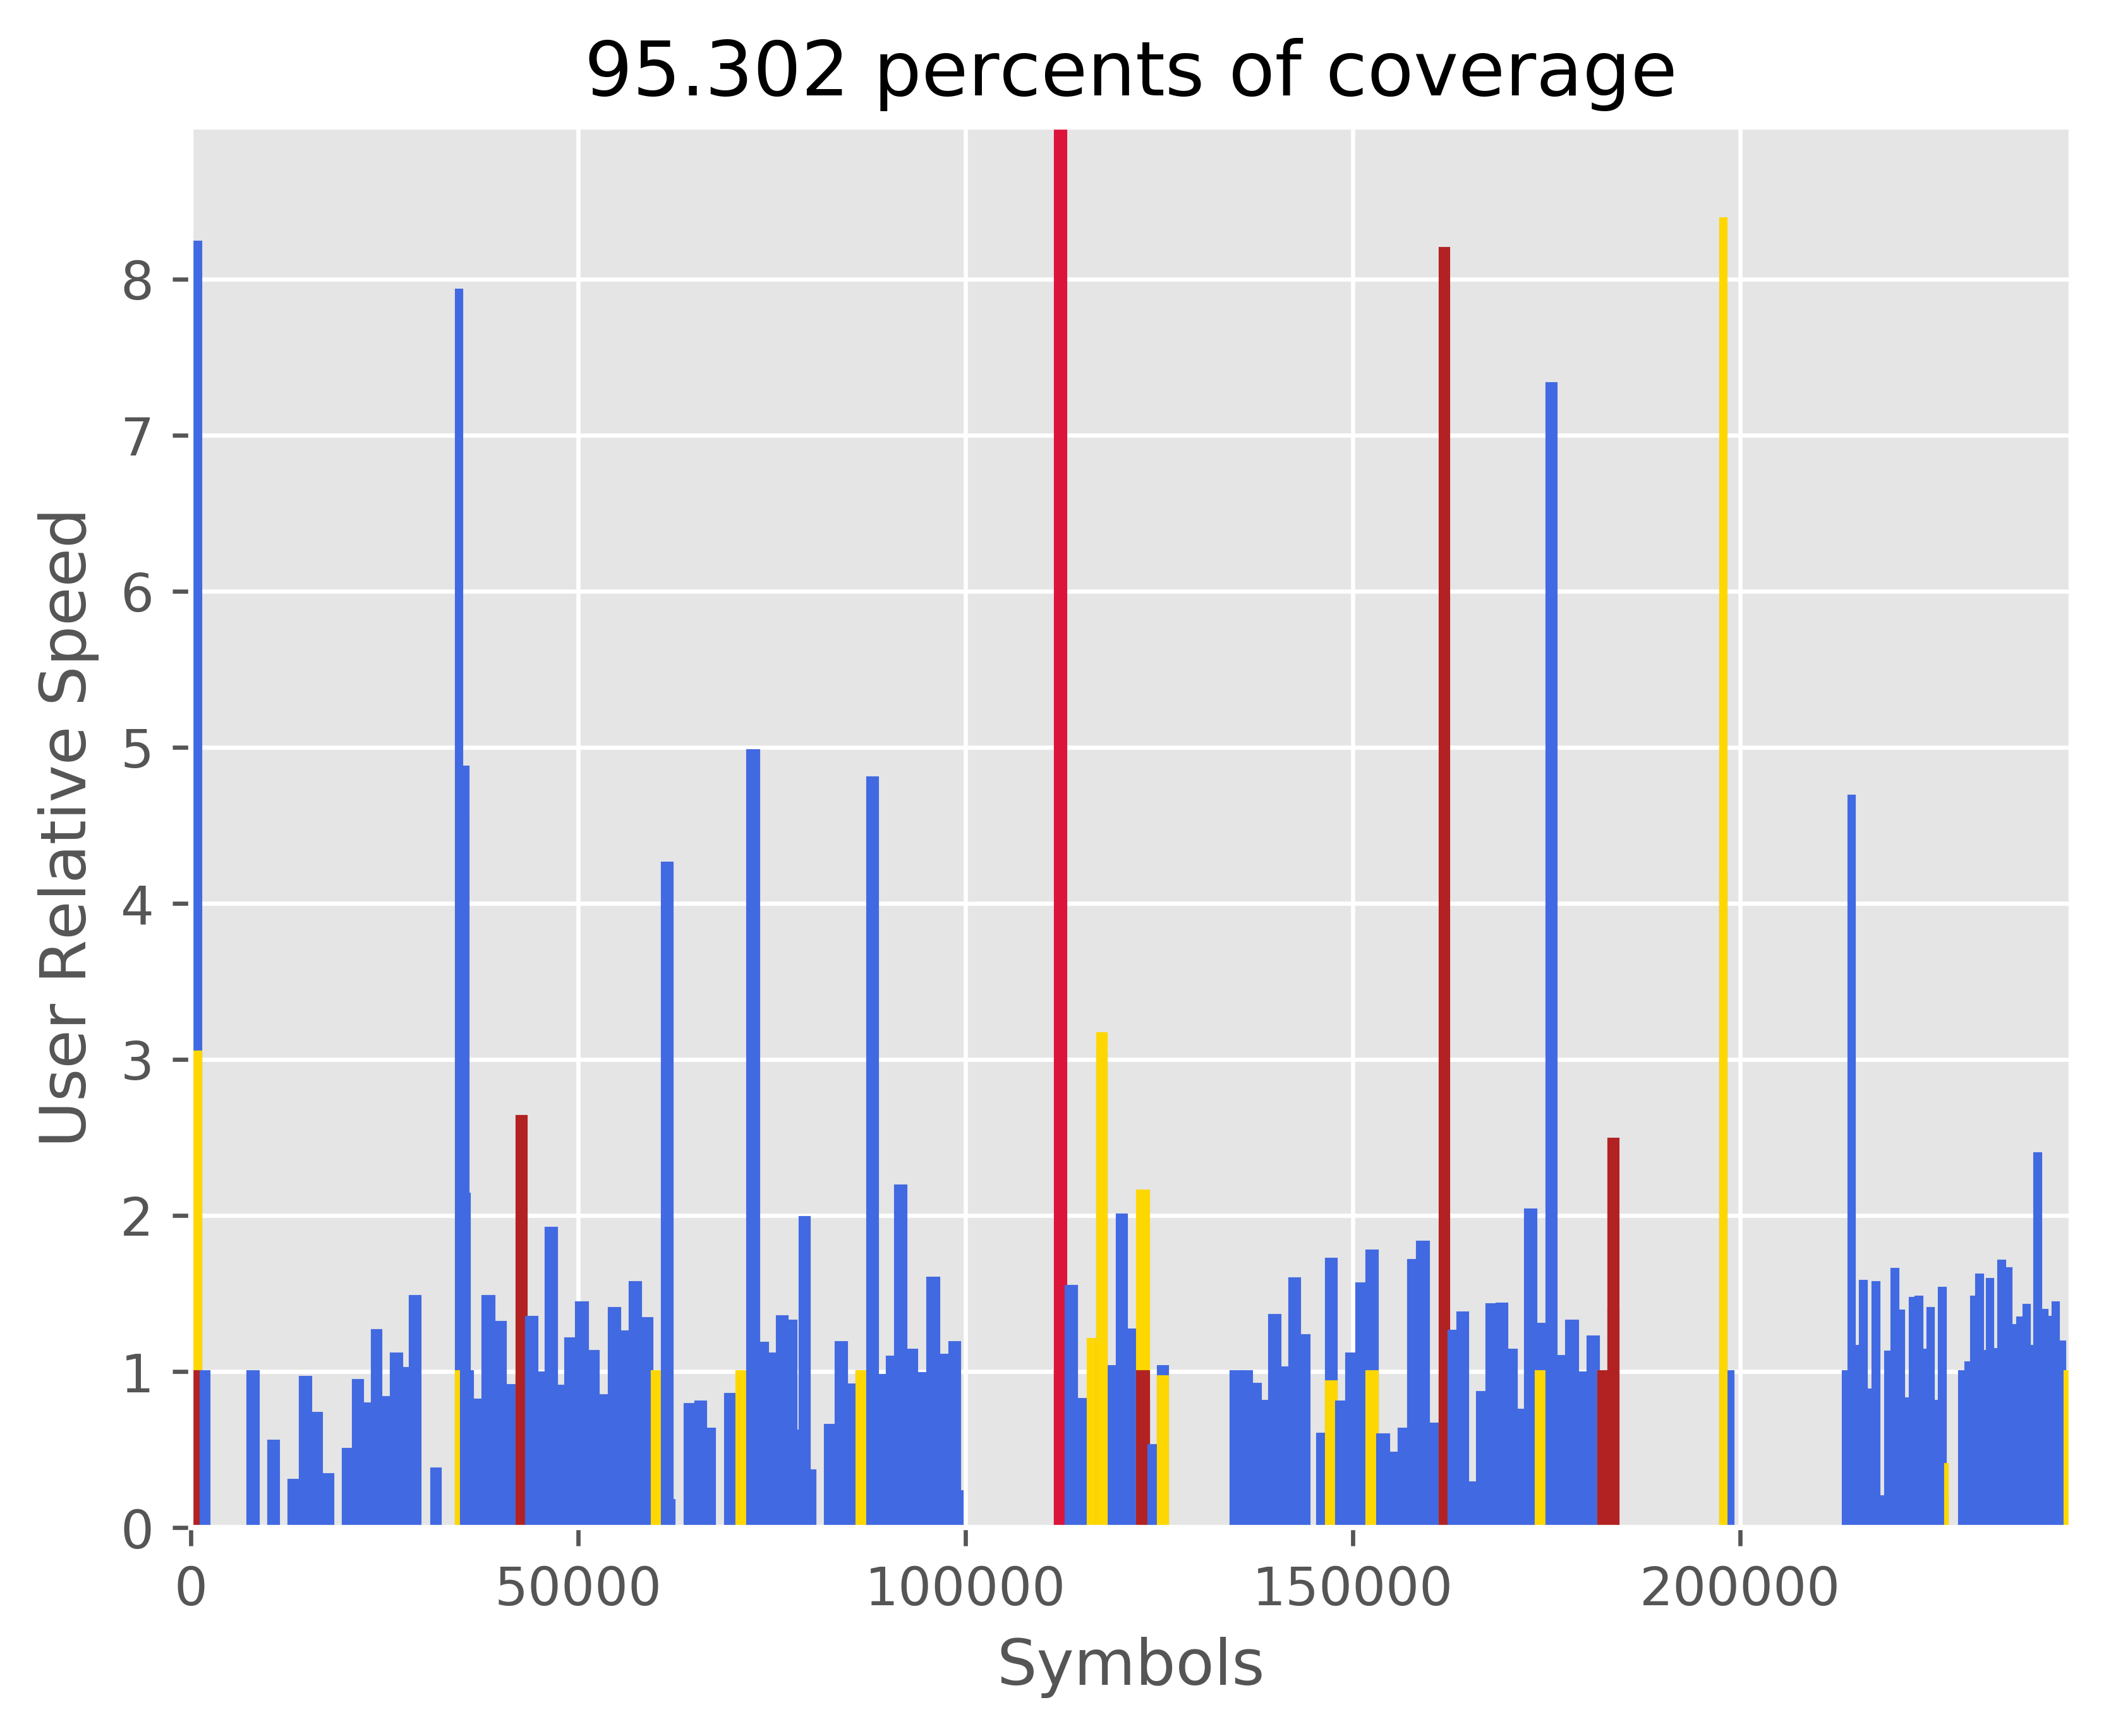 95.302 percents of coverage
User Relative Speed
8
7
6
5
4
3
2
1
0
0 50000 100000 150000 200000
Symbols